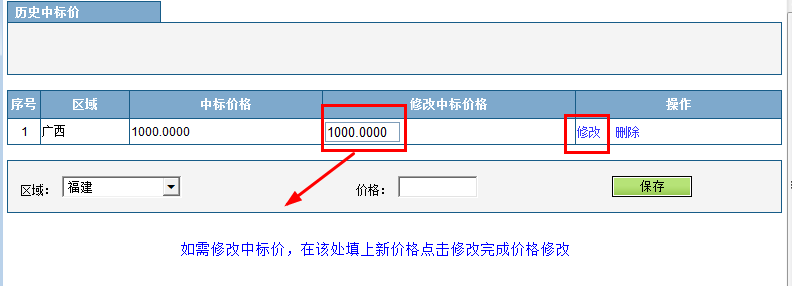 历史中标价
序号 区域 中标价格 修改中标价格 操作
1 广西 1000.0000 1000.0000 修改 删除
区域： 福建 价格： 保存
如需修改中标价，在该处填上新价格点击修改完成价格修改